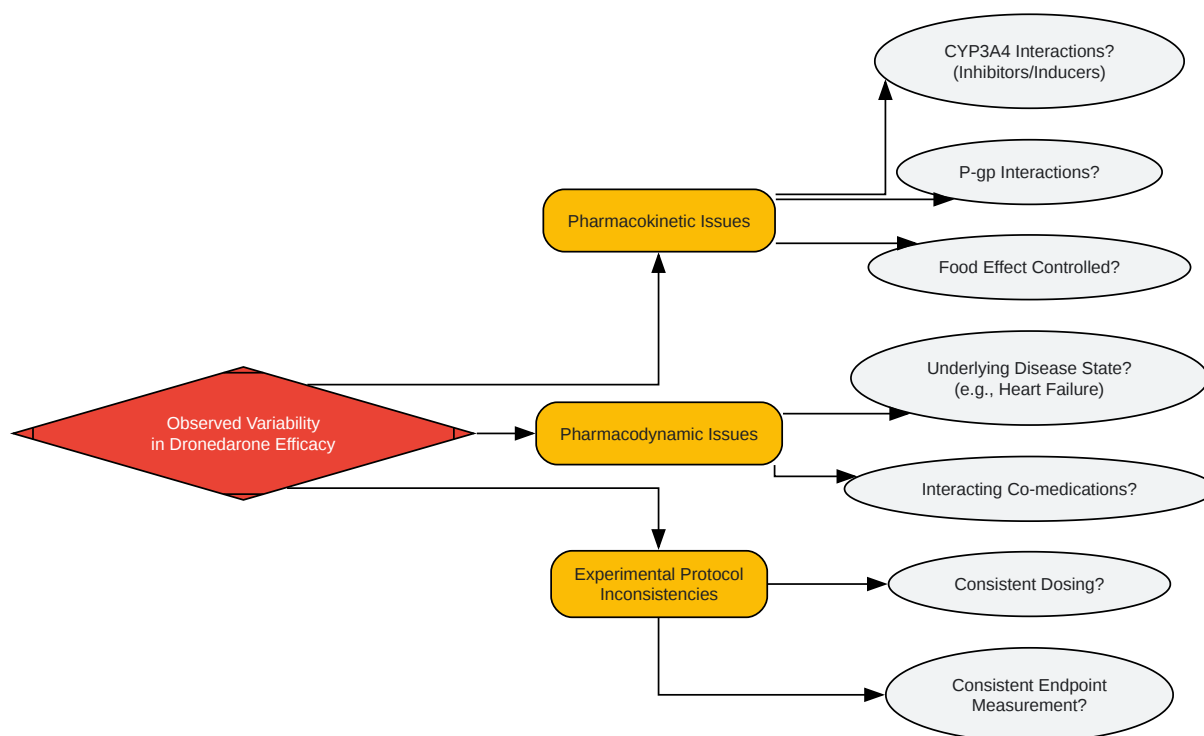 CYP3A4 Interactions?
(Inhibitors/Inducers)
P-gp Interactions?
Pharmacokinetic Issues
Food Effect Controlled?
Underlying Disease State?
(e.g., Heart Failure)
Observed Variability
in Dronedarone Efficacy
Pharmacodynamic Issues
Interacting Co-medications?
Experimental Protocol
Inconsistencies
Consistent Dosing?
Consistent Endpoint
Measurement?